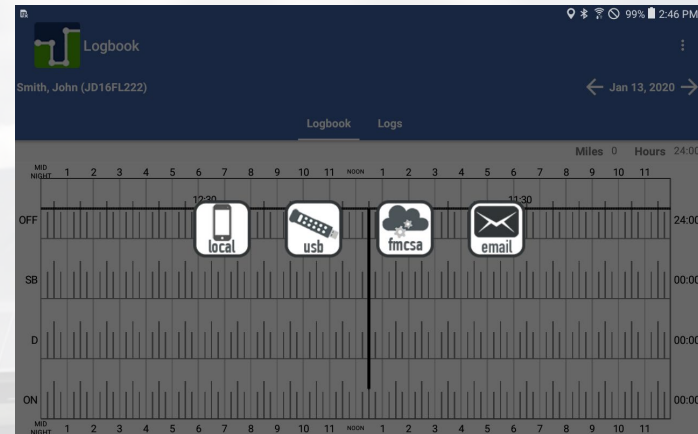 99% 2:46 PM
Logbook
Smith, John (JD16FL222)
Jan 13, 2020
Logbook Logs
Miles 0 Hours 24:00
MID NIGHT 1 2 3 4 5 6 7 8 9 10 11 NOON 1 2 3 4 5 6 7 8 9 10 11
12:30 11:30
OFF 24:00
local usb fmcsa email
SB 00:00
D 00:00
ON 00:00
MID NIGHT 1 2 3 4 5 6 7 8 9 10 11 NOON 1 2 3 4 5 6 7 8 9 10 11